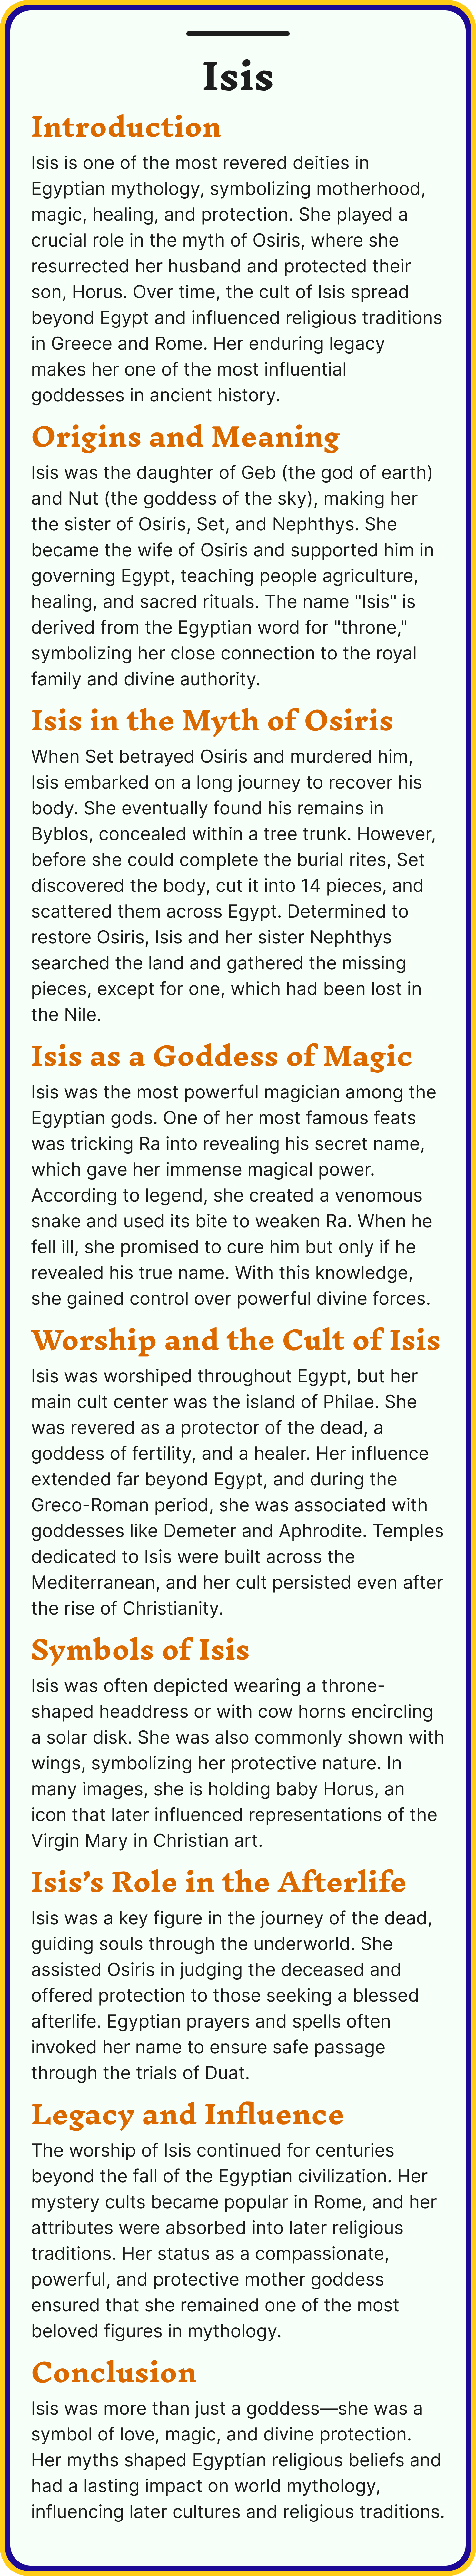 Isis
Introduction
Isis is one of the most revered deities in
Egyptian mythology, symbolizing motherhood,
magic, healing, and protection. She played a
crucial role in the myth of Osiris, where she
resurrected her husband and protected their
son, Horus. Over time, the cult of Isis spread
beyond Egypt and influenced religious traditions
in Greece and Rome. Her enduring legacy
makes her one of the most influential
goddesses in ancient history.
Origins and Meaning
Isis was the daughter of Geb (the god of earth)
and Nut (the goddess of the sky), making her
the sister of Osiris, Set, and Nephthys. She
became the wife of Osiris and supported him in
governing Egypt, teaching people agriculture,
healing, and sacred rituals. The name "Isis" is
derived from the Egyptian word for "throne,"
symbolizing her close connection to the royal
family and divine authority.
Isis in the Myth of Osiris
When Set betrayed Osiris and murdered him,
Isis embarked on a long journey to recover his
body. She eventually found his remains in
Byblos, concealed within a tree trunk. However,
before she could complete the burial rites, Set
discovered the body, cut it into 14 pieces, and
scattered them across Egypt. Determined to
restore Osiris, Isis and her sister Nephthys
searched the land and gathered the missing
pieces, except for one, which had been lost in
the Nile.
Isis as a Goddess of Magic
Isis was the most powerful magician among the
Egyptian gods. One of her most famous feats
was tricking Ra into revealing his secret name,
which gave her immense magical power.
According to legend, she created a venomous
snake and used its bite to weaken Ra. When he
fell ill, she promised to cure him but only if he
revealed his true name. With this knowledge,
she gained control over powerful divine forces.
Worship and the Cult of Isis
Isis was worshiped throughout Egypt, but her
main cult center was the island of Philae. She
was revered as a protector of the dead, a
goddess of fertility, and a healer. Her influence
extended far beyond Egypt, and during the
Greco-Roman period, she was associated with
goddesses like Demeter and Aphrodite. Temples
dedicated to Isis were built across the
Mediterranean, and her cult persisted even after
the rise of Christianity.
Symbols of Isis
Isis was often depicted wearing a throne-
shaped headdress or with cow horns encircling
a solar disk. She was also commonly shown with
wings, symbolizing her protective nature. In
many images, she is holding baby Horus, an
icon that later influenced representations of the
Virgin Mary in Christian art.
Isis’s Role in the Afterlife
Isis was a key figure in the journey of the dead,
guiding souls through the underworld. She
assisted Osiris in judging the deceased and
offered protection to those seeking a blessed
afterlife. Egyptian prayers and spells often
invoked her name to ensure safe passage
through the trials of Duat.
Legacy and Influence
The worship of Isis continued for centuries
beyond the fall of the Egyptian civilization. Her
mystery cults became popular in Rome, and her
attributes were absorbed into later religious
traditions. Her status as a compassionate,
powerful, and protective mother goddess
ensured that she remained one of the most
beloved figures in mythology.
Conclusion
Isis was more than just a goddess—she was a
symbol of love, magic, and divine protection.
Her myths shaped Egyptian religious beliefs and
had a lasting impact on world mythology,
influencing later cultures and religious traditions.